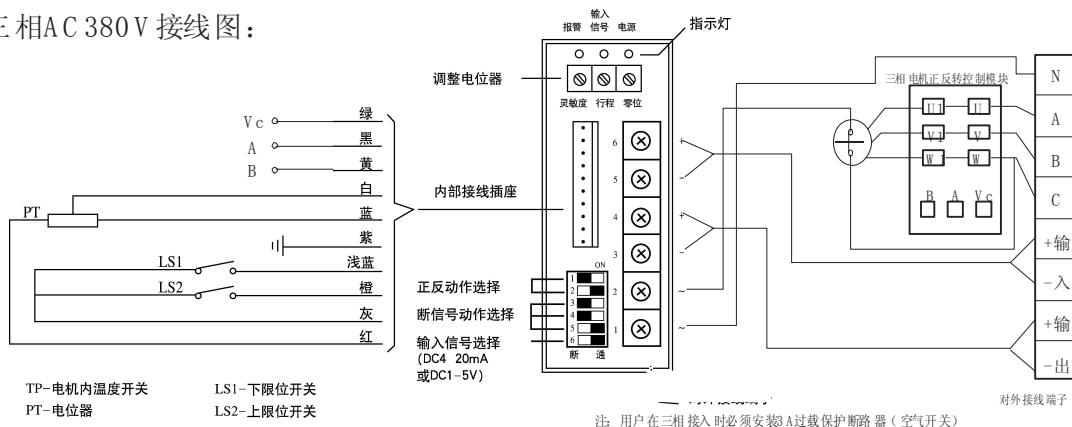 三相AC380V接线图：
报警 输入信号 电源
指示灯
调整电位器
灵敏度 行程 零位
Vc 绿
A 黑
B 黄
白
PT 蓝
紫
LS1 浅蓝
LS2 橙
灰
红
内部接线插座
6 +
5 -
4 +
3 -
2 ~
1 ~
ON
1
2
3
4
5
6
断 通
正反动作选择
断信号动作选择
输入信号选择
(DC4 20mA
或DC1-5V)
三相电机正反转控制模块
U1 U
V1 V
W1 W
B A Vc
N
A
B
C
+输
-入
+输
-出
对外接线端子
TP-电机内温度开关
PT-电位器
LS1-下限位开关
LS2-上限位开关
注: 用户在三相接入时必须安装3A过载保护断路器（空气开关）